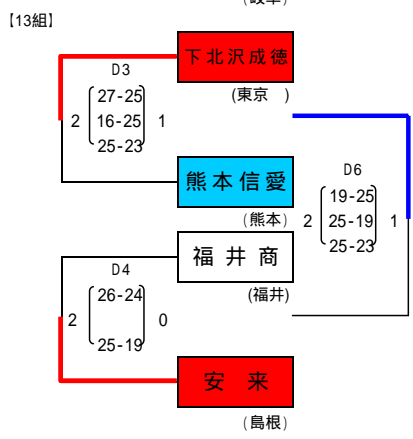 (岐阜)
【13組】
下北沢成徳
(東京 )
D3
27-25
2 16-25 1
25-23
熊本信愛
(熊本)
D6
19-25
2 25-19 1
25-23
福井商
(福井)
D4
26-24
2 0
25-19
安来
(島根)